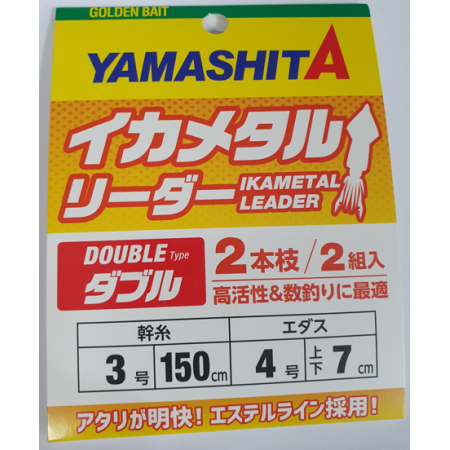 GOLDEN BAIT
YAMASHITA
イカメタル
リーダー IKAMETAL
LEADER
DOUBLE Type
ダブル
2本枝/2組入
高活性&数釣りに最適
幹糸 エダス
3号 150cm 4号 上下 7cm
アタリが明快! エステルライン採用!